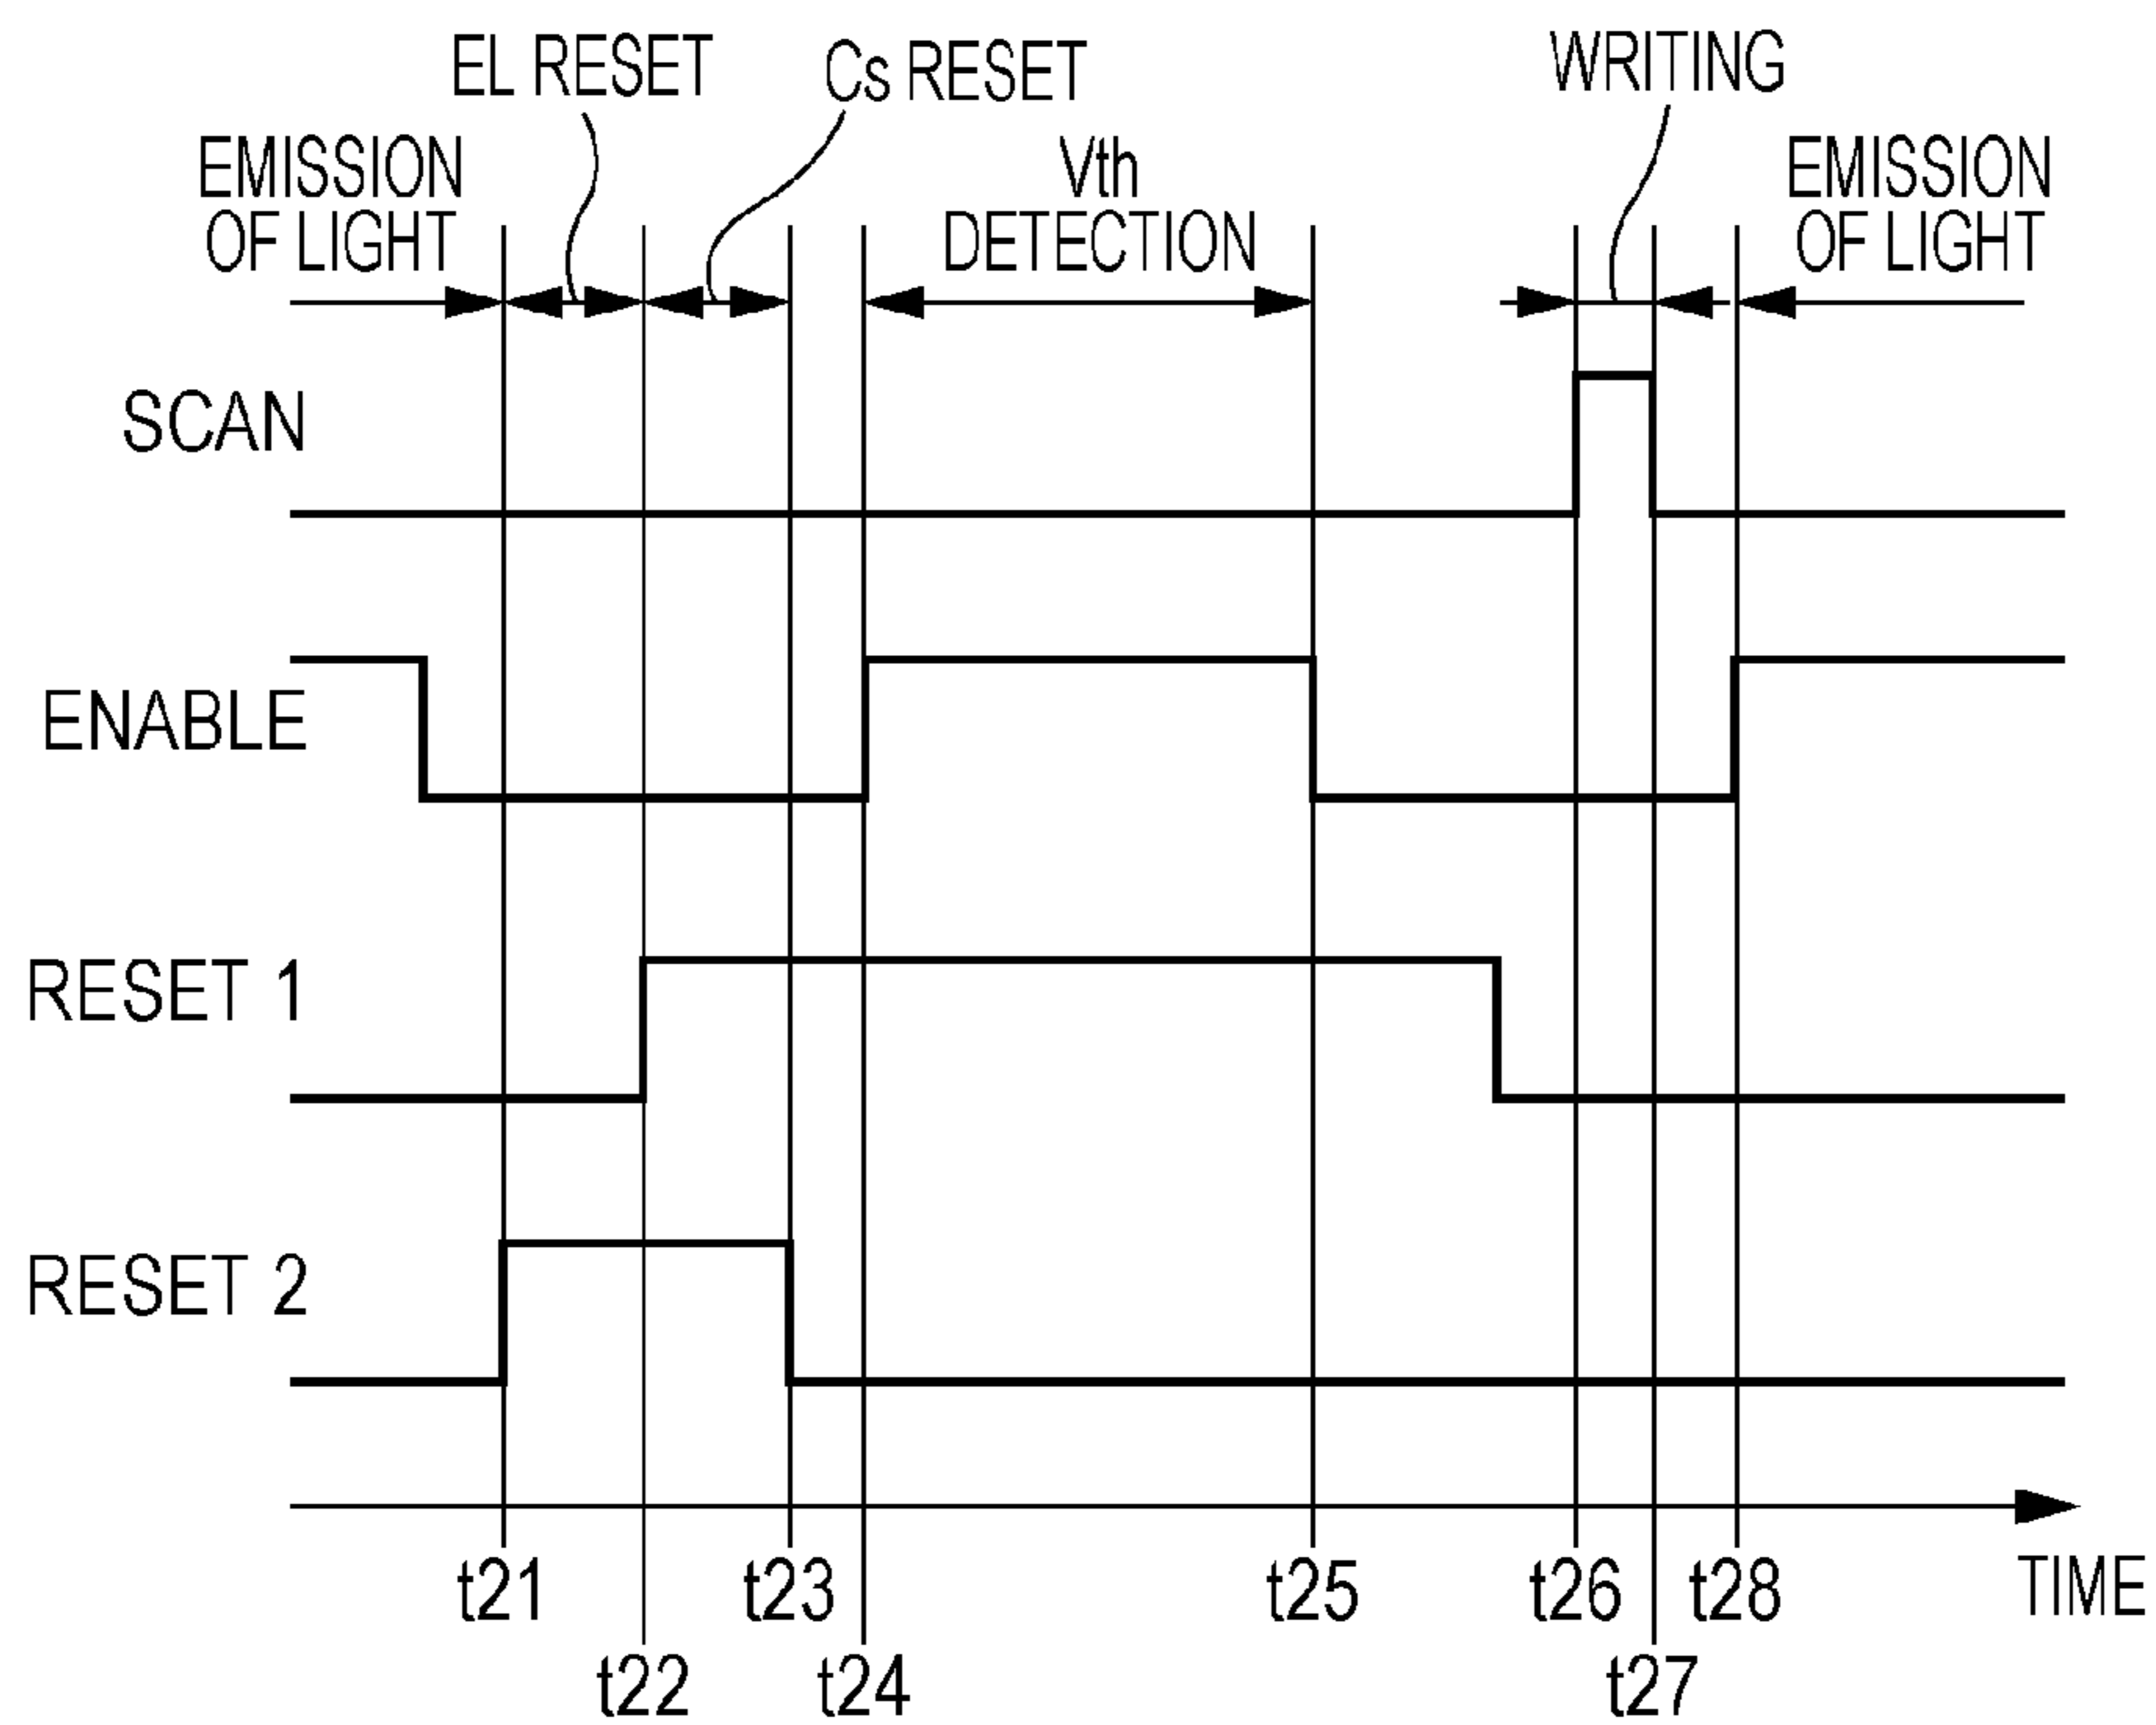 EL RESET
Cs RESET
WRITING
EMISSION
OF LIGHT
Vth
DETECTION
EMISSION
OF LIGHT
SCAN
ENABLE
RESET 1
RESET 2
t21
t23
t25
t26
t28
TIME
t22
t24
t27